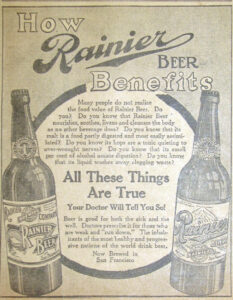 How
Rainier
BEER
Benefits
Many people do not realize
the food value of Rainier Beer. Do
you? Do you know that Rainier Beer
nourishes, soothes, livens and cleanses the body
as no other beverage does? Do you know that its
malt is a food partly digested and most easily assimi-
lated? Do you know its hops are a tonic quieting to
over-wrought nerves? Do you know that its small
per cent of alcohol assists digestion? Do you know
that its liquid washes away clogging waste?
All These Things
Are True
Your Doctor Will Tell You So!
Beer is good for both the sick and the
well. Doctors prescribe it for those who
are weak and "run down." The inhabi-
tants of the most healthy and progres-
sive nations of the world drink beer.
Now Brewed in
San Francisco
RAINIER
BEER
Rainier